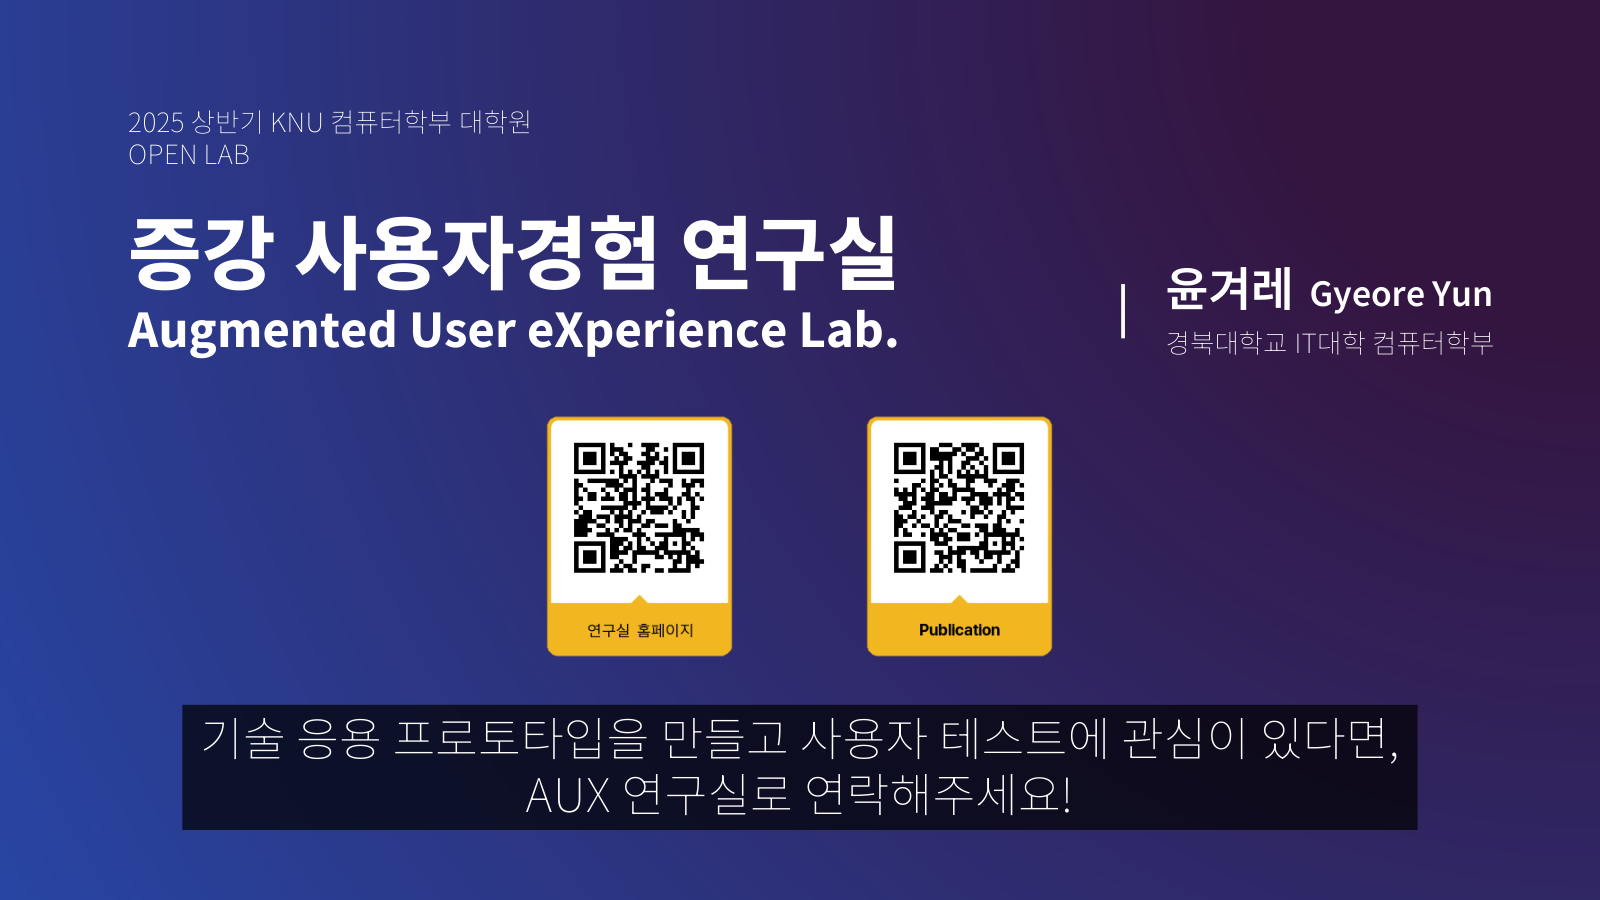 2025 상반기 KNU 컴퓨터학부 대학원
OPEN LAB
증강 사용자경험 연구실
Augmented User eXperience Lab.
윤겨레 Gyeore Yun
경북대학교 IT대학 컴퓨터학부
연구실 홈페이지
Publication
기술 응용 프로토타입을 만들고 사용자 테스트에 관심이 있다면,
AUX 연구실로 연락해주세요!